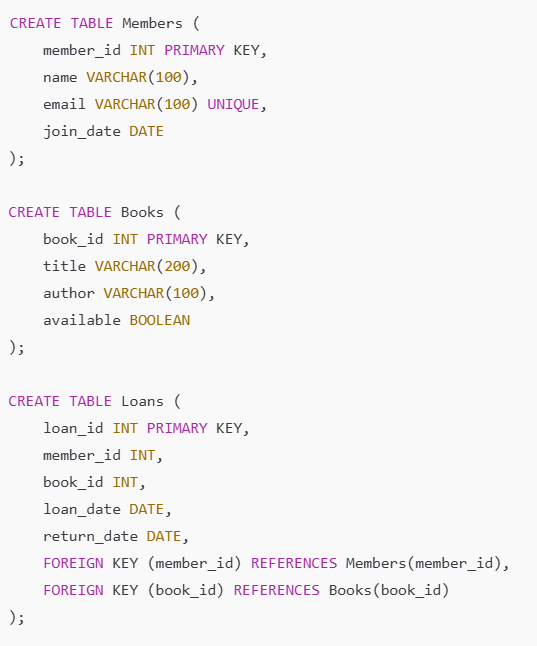 CREATE TABLE Members (
    member_id INT PRIMARY KEY,
    name VARCHAR(100),
    email VARCHAR(100) UNIQUE,
    join_date DATE
);

CREATE TABLE Books (
    book_id INT PRIMARY KEY,
    title VARCHAR(200),
    author VARCHAR(100),
    available BOOLEAN
);

CREATE TABLE Loans (
    loan_id INT PRIMARY KEY,
    member_id INT,
    book_id INT,
    loan_date DATE,
    return_date DATE,
    FOREIGN KEY (member_id) REFERENCES Members(member_id),
    FOREIGN KEY (book_id) REFERENCES Books(book_id)
);